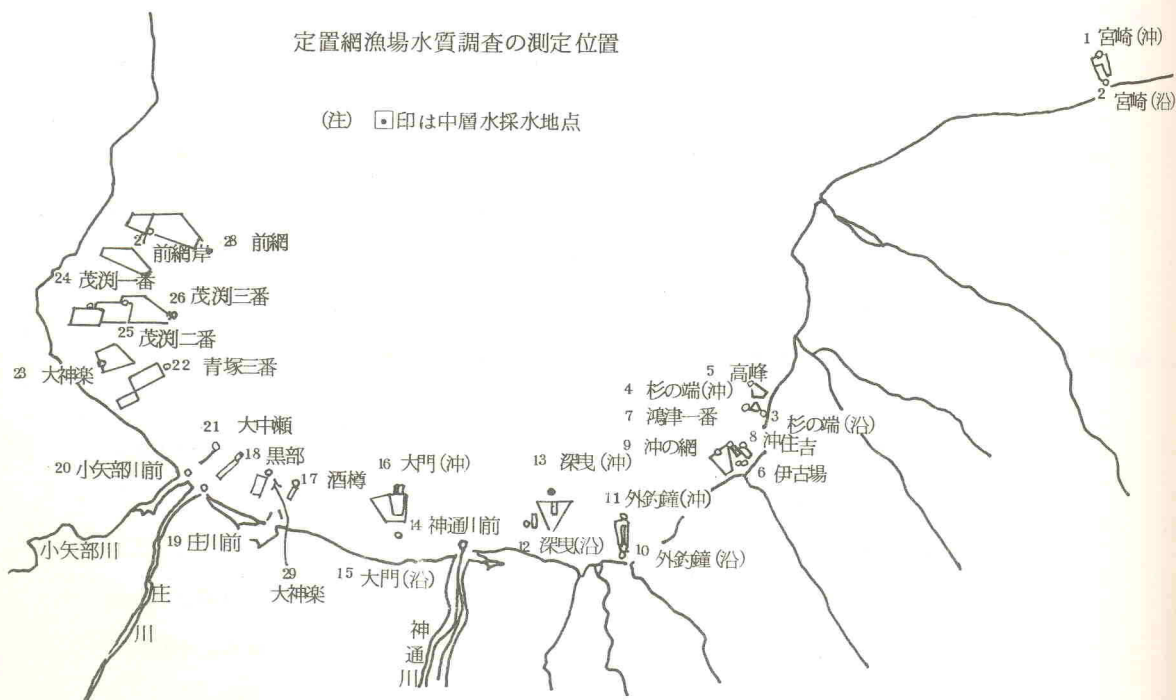 定置網漁場水質調査の測定位置
(注) ⊡印は中層水採水地点
1 宮崎(沖)
2 宮崎(沿)
28 前網
27 前網岸
24 茂渕一番
26 茂渕三番
25 茂渕二番
23 大神楽
22 青塚三番
21 大中瀬
20 小矢部川前
18 黒部
17 酒樽
16 大門(沖)
13 深曳(沖)
5 高峰
4 杉の端(沖)
7 鴻津一番
3 杉の端(沿)
9 沖の網
8 沖住吉
6 伊古場
11 外釣鐘(沖)
10 外釣鐘(沿)
12 深曳(沿)
14 神通川前
15 大門(沿)
19 庄川前
29 大神楽
小矢部川
庄川
神通川